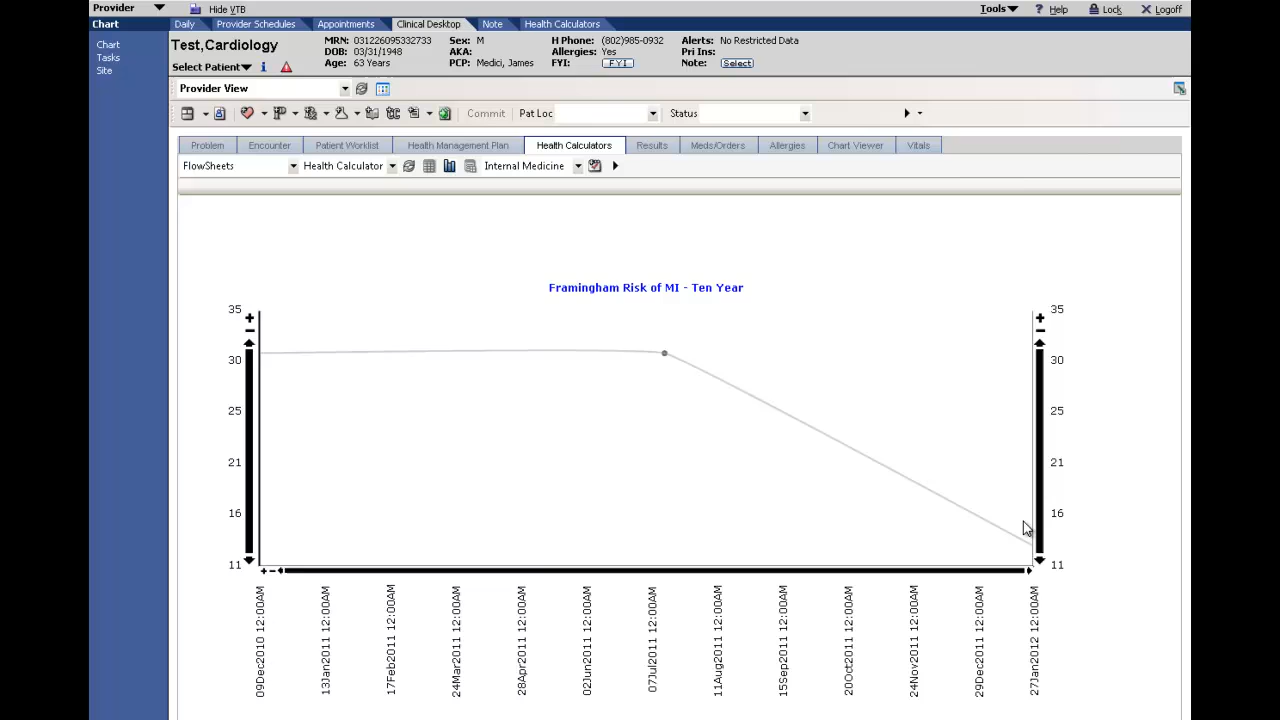 Provider Hide VTB Tools ? Help Lock Logoff
Chart Daily Provider Schedules Appointments Clinical Desktop Note Health Calculators
Chart
Tasks
Site
Test,Cardiology MRN: 031226095332733 Sex: M H Phone: (802)985-0932 Alerts: No Restricted Data
DOB: 03/31/1948 AKA: Allergies: Yes Pri Ins:
Select Patient i Age: 63 Years PCP: Medici, James FYI: FYI Note: Select
Provider View
Commit Pat Loc Status
Problem Encounter Patient Worklist Health Management Plan Health Calculators Results Meds/Orders Allergies Chart Viewer Vitals
FlowSheets Health Calculator Internal Medicine
Framingham Risk of MI - Ten Year
35 35
+ +
− −
30 30
25 25
21 21
16 16
11 11
+ −
09Dec2010 12:00AM
13Jan2011 12:00AM
17Feb2011 12:00AM
24Mar2011 12:00AM
28Apr2011 12:00AM
02Jun2011 12:00AM
07Jul2011 12:00AM
11Aug2011 12:00AM
15Sep2011 12:00AM
20Oct2011 12:00AM
24Nov2011 12:00AM
29Dec2011 12:00AM
27Jan2012 12:00AM